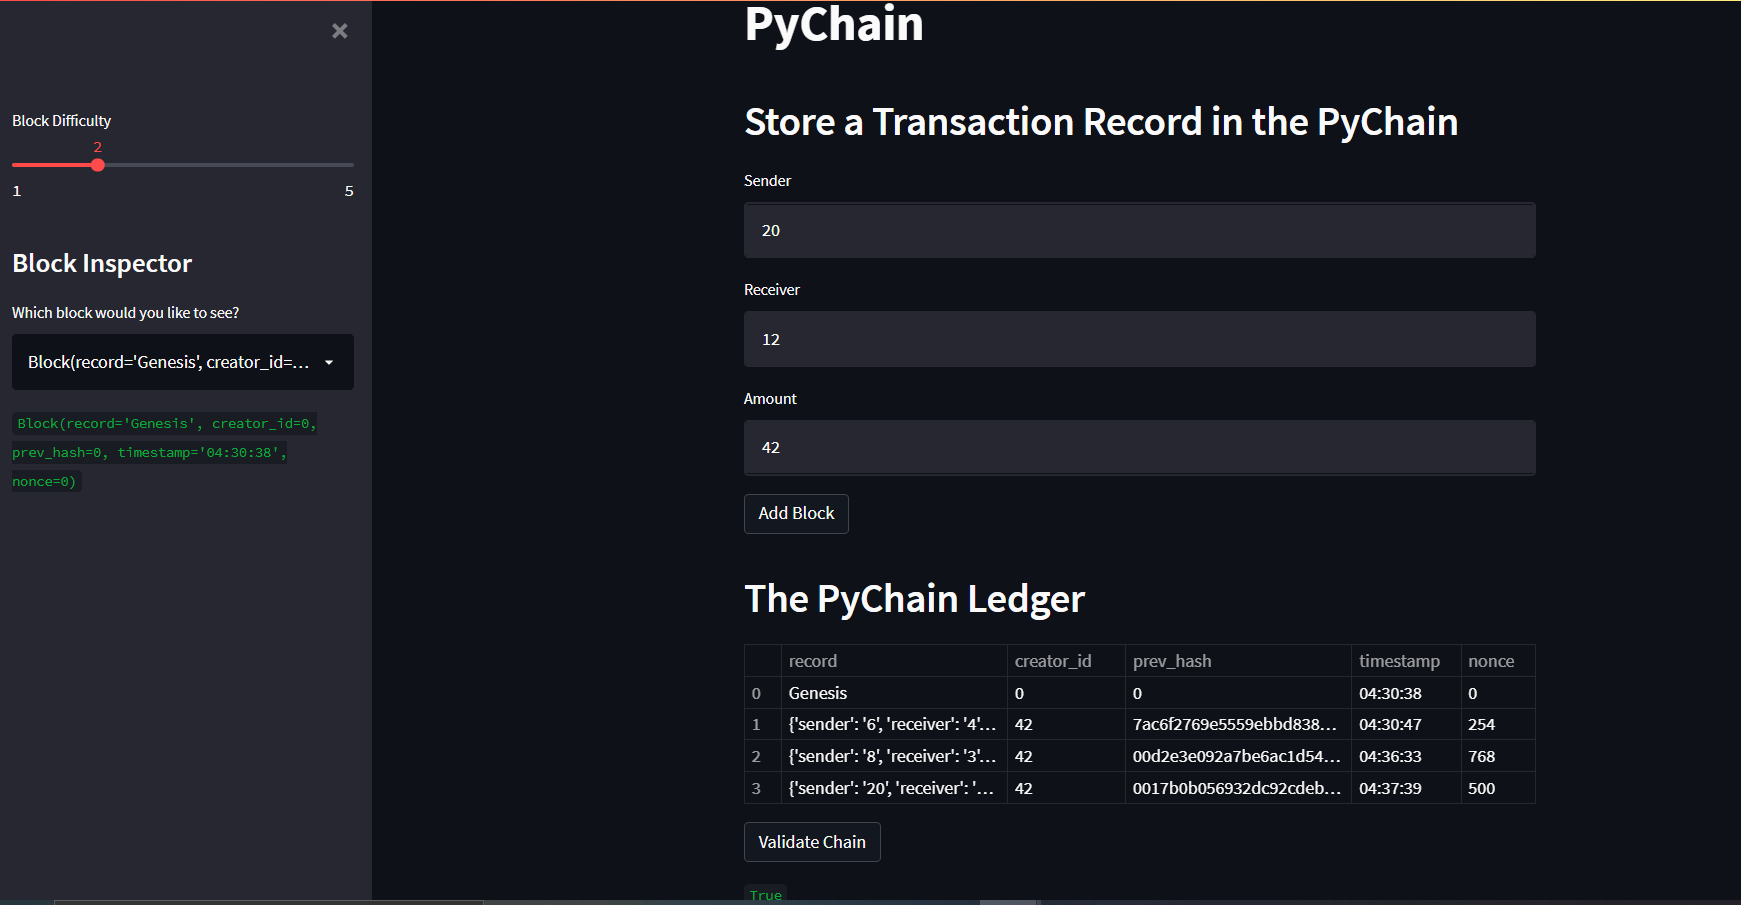 Block Difficulty
2
1 5
Block Inspector
Which block would you like to see?
Block(record='Genesis', creator_id=...
Block(record='Genesis', creator_id=0,
prev_hash=0, timestamp='04:30:38',
nonce=0)
PyChain
Store a Transaction Record in the PyChain
Sender
20
Receiver
12
Amount
42
Add Block
The PyChain Ledger
record creator_id prev_hash timestamp nonce
0 Genesis 0 0 04:30:38 0
1 {'sender': '6', 'receiver': '4'... 42 7ac6f2769e5559ebbd838... 04:30:47 254
2 {'sender': '8', 'receiver': '3'... 42 00d2e3e092a7be6ac1d54... 04:36:33 768
3 {'sender': '20', 'receiver': '... 42 0017b0b056932dc92cdeb... 04:37:39 500
Validate Chain
True